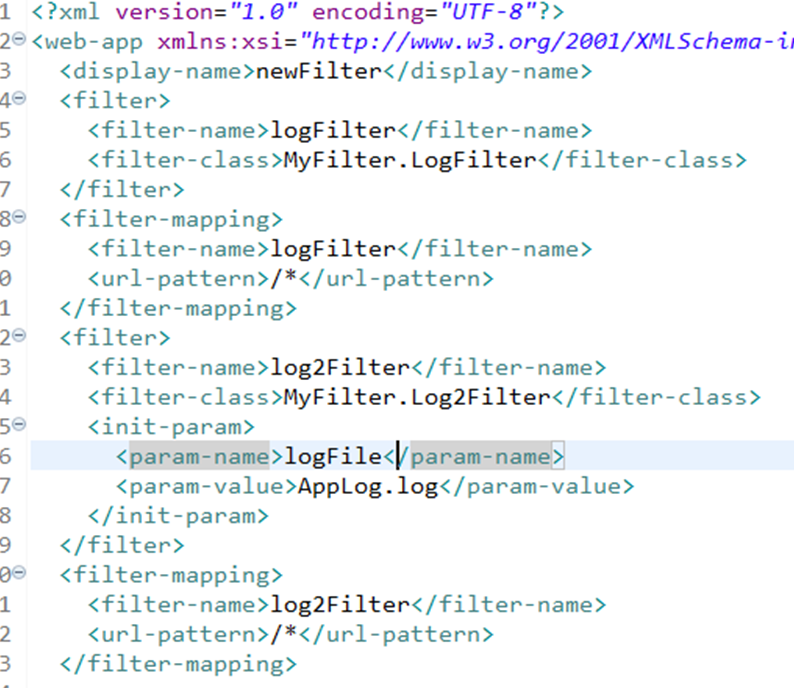 1 <?xml version="1.0" encoding="UTF-8"?>
2 <web-app xmlns:xsi="http://www.w3.org/2001/XMLSchema-i
3 <display-name>newFilter</display-name>
4 <filter>
5 <filter-name>logFilter</filter-name>
6 <filter-class>MyFilter.LogFilter</filter-class>
7 </filter>
8 <filter-mapping>
9 <filter-name>logFilter</filter-name>
0 <url-pattern>/*</url-pattern>
1 </filter-mapping>
2 <filter>
3 <filter-name>log2Filter</filter-name>
4 <filter-class>MyFilter.Log2Filter</filter-class>
5 <init-param>
6 <param-name>logFile</param-name>
7 <param-value>AppLog.log</param-value>
8 </init-param>
9 </filter>
0 <filter-mapping>
1 <filter-name>log2Filter</filter-name>
2 <url-pattern>/*</url-pattern>
3 </filter-mapping>